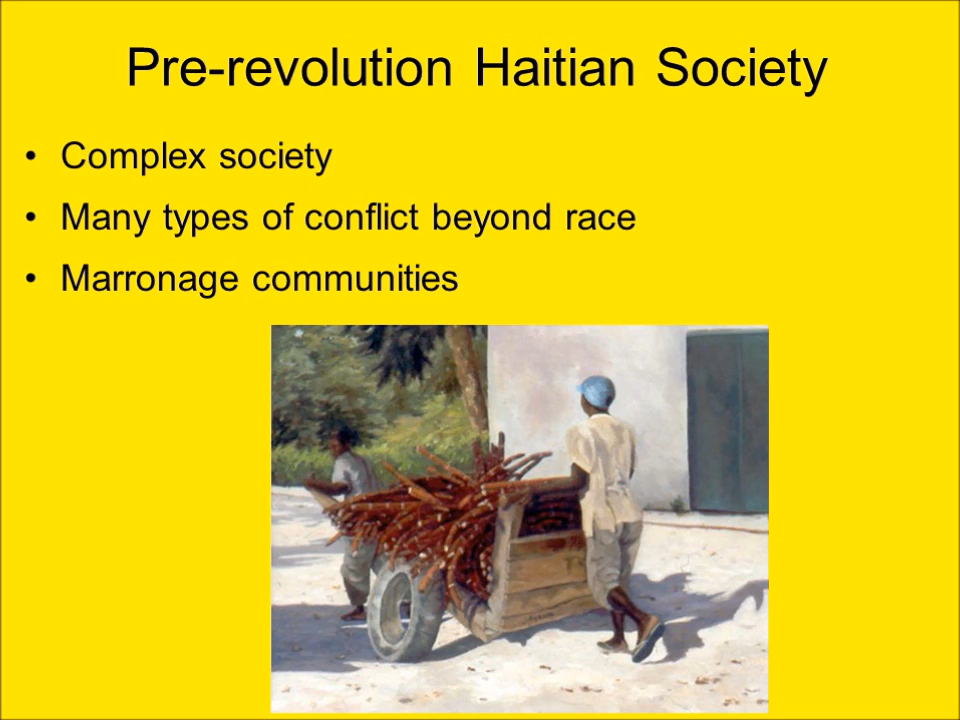 Pre-revolution Haitian Society
• Complex society
• Many types of conflict beyond race
• Marronage communities